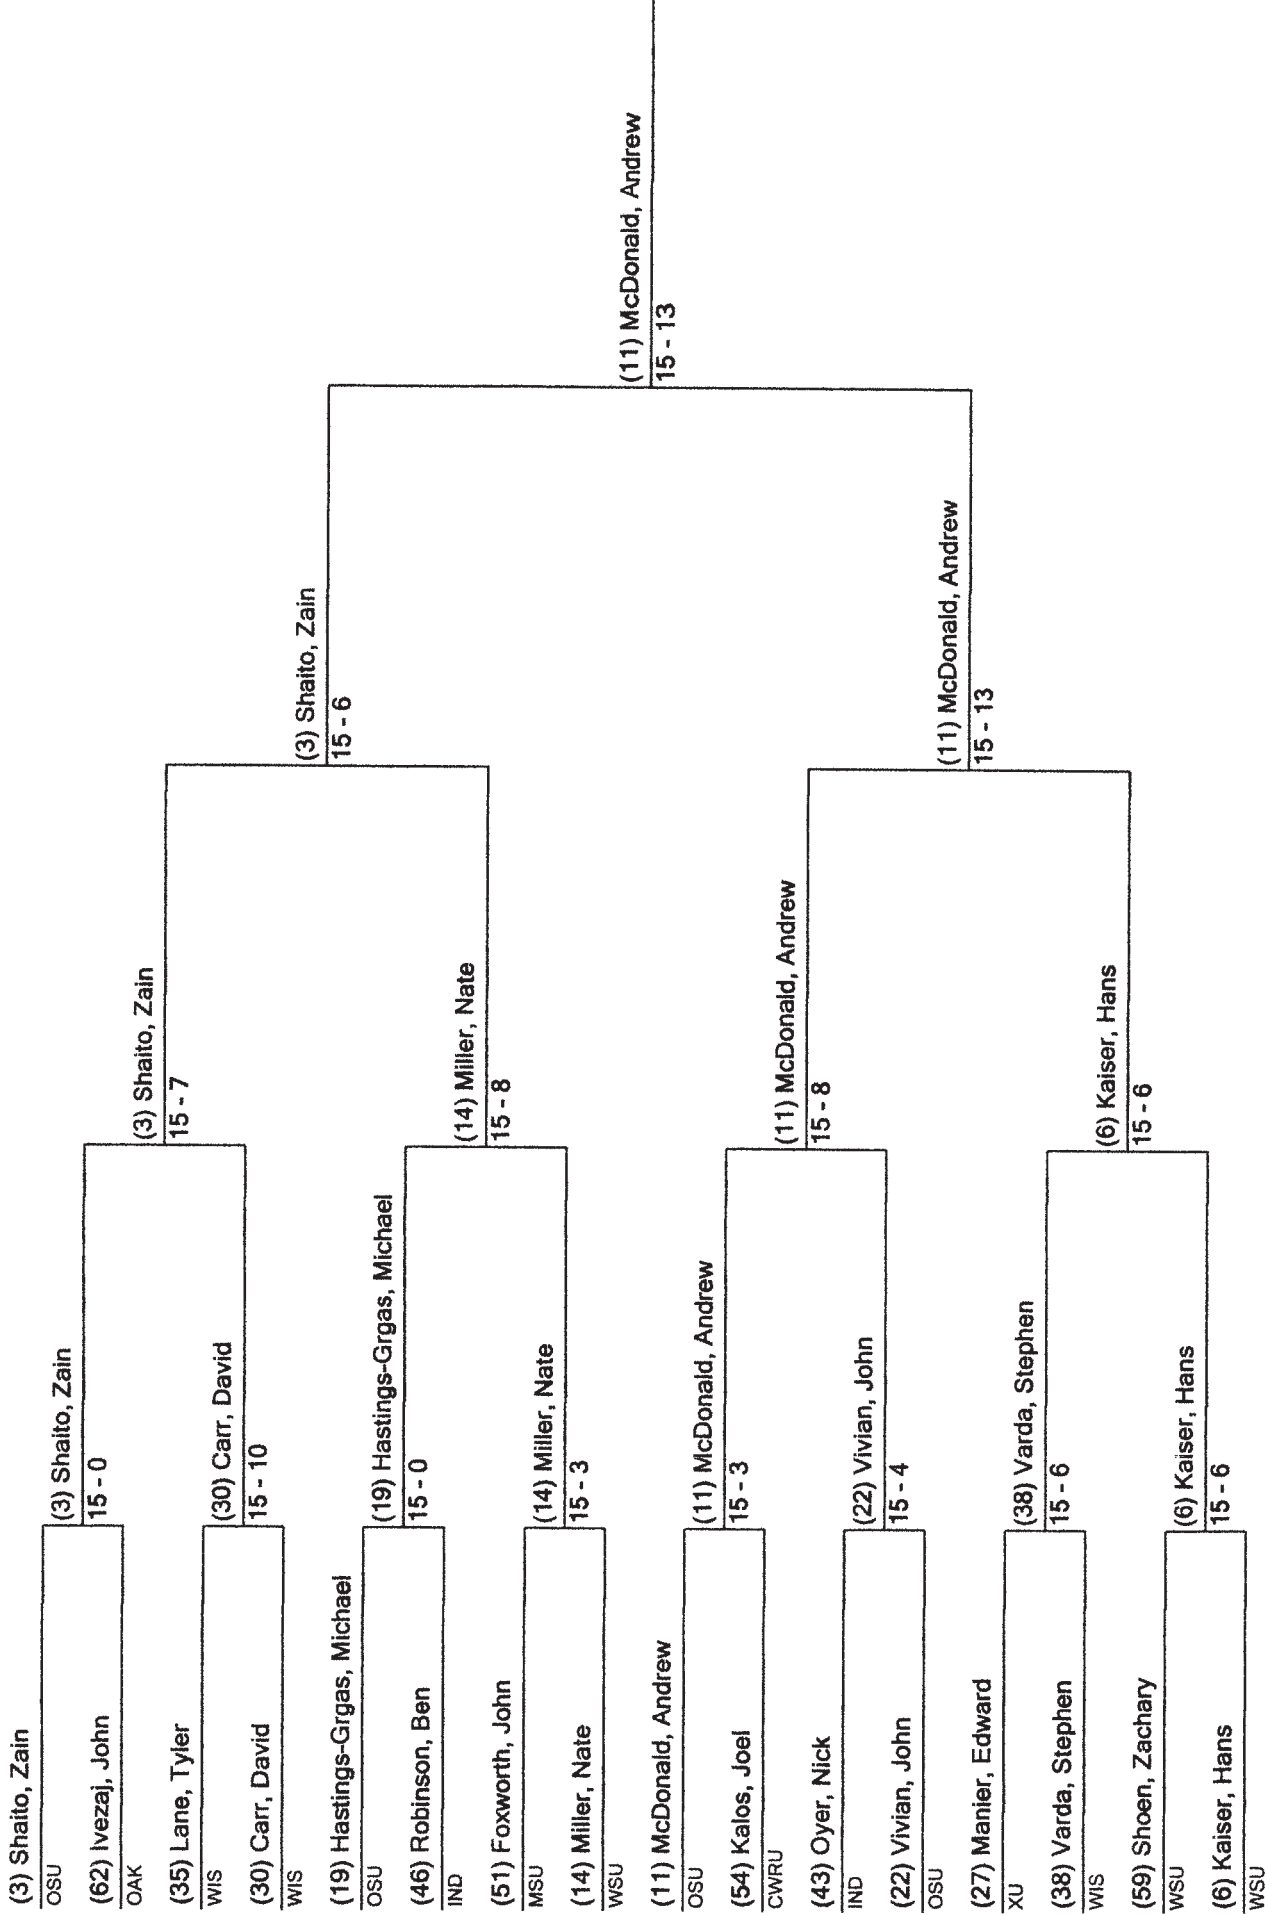 (3) Shaito, Zain
OSU
(62) Ivezaj, John
OAK
(35) Lane, Tyler
WIS
(30) Carr, David
WIS
(19) Hastings-Grgas, Michael
OSU
(46) Robinson, Ben
IND
(51) Foxworth, John
MSU
(14) Miller, Nate
WSU
(11) McDonald, Andrew
OSU
(54) Kalos, Joel
CWRU
(43) Oyer, Nick
IND
(22) Vivian, John
OSU
(27) Manier, Edward
XU
(38) Varda, Stephen
WIS
(59) Shoen, Zachary
WSU
(6) Kaiser, Hans
WSU
(3) Shaito, Zain
15 - 0
(30) Carr, David
15 - 10
(19) Hastings-Grgas, Michael
15 - 0
(14) Miller, Nate
15 - 3
(11) McDonald, Andrew
15 - 3
(22) Vivian, John
15 - 4
(38) Varda, Stephen
15 - 6
(6) Kaiser, Hans
15 - 6
(3) Shaito, Zain
15 - 7
(14) Miller, Nate
15 - 8
(11) McDonald, Andrew
15 - 8
(6) Kaiser, Hans
15 - 6
(3) Shaito, Zain
15 - 6
(11) McDonald, Andrew
15 - 13
(11) McDonald, Andrew
15 - 13